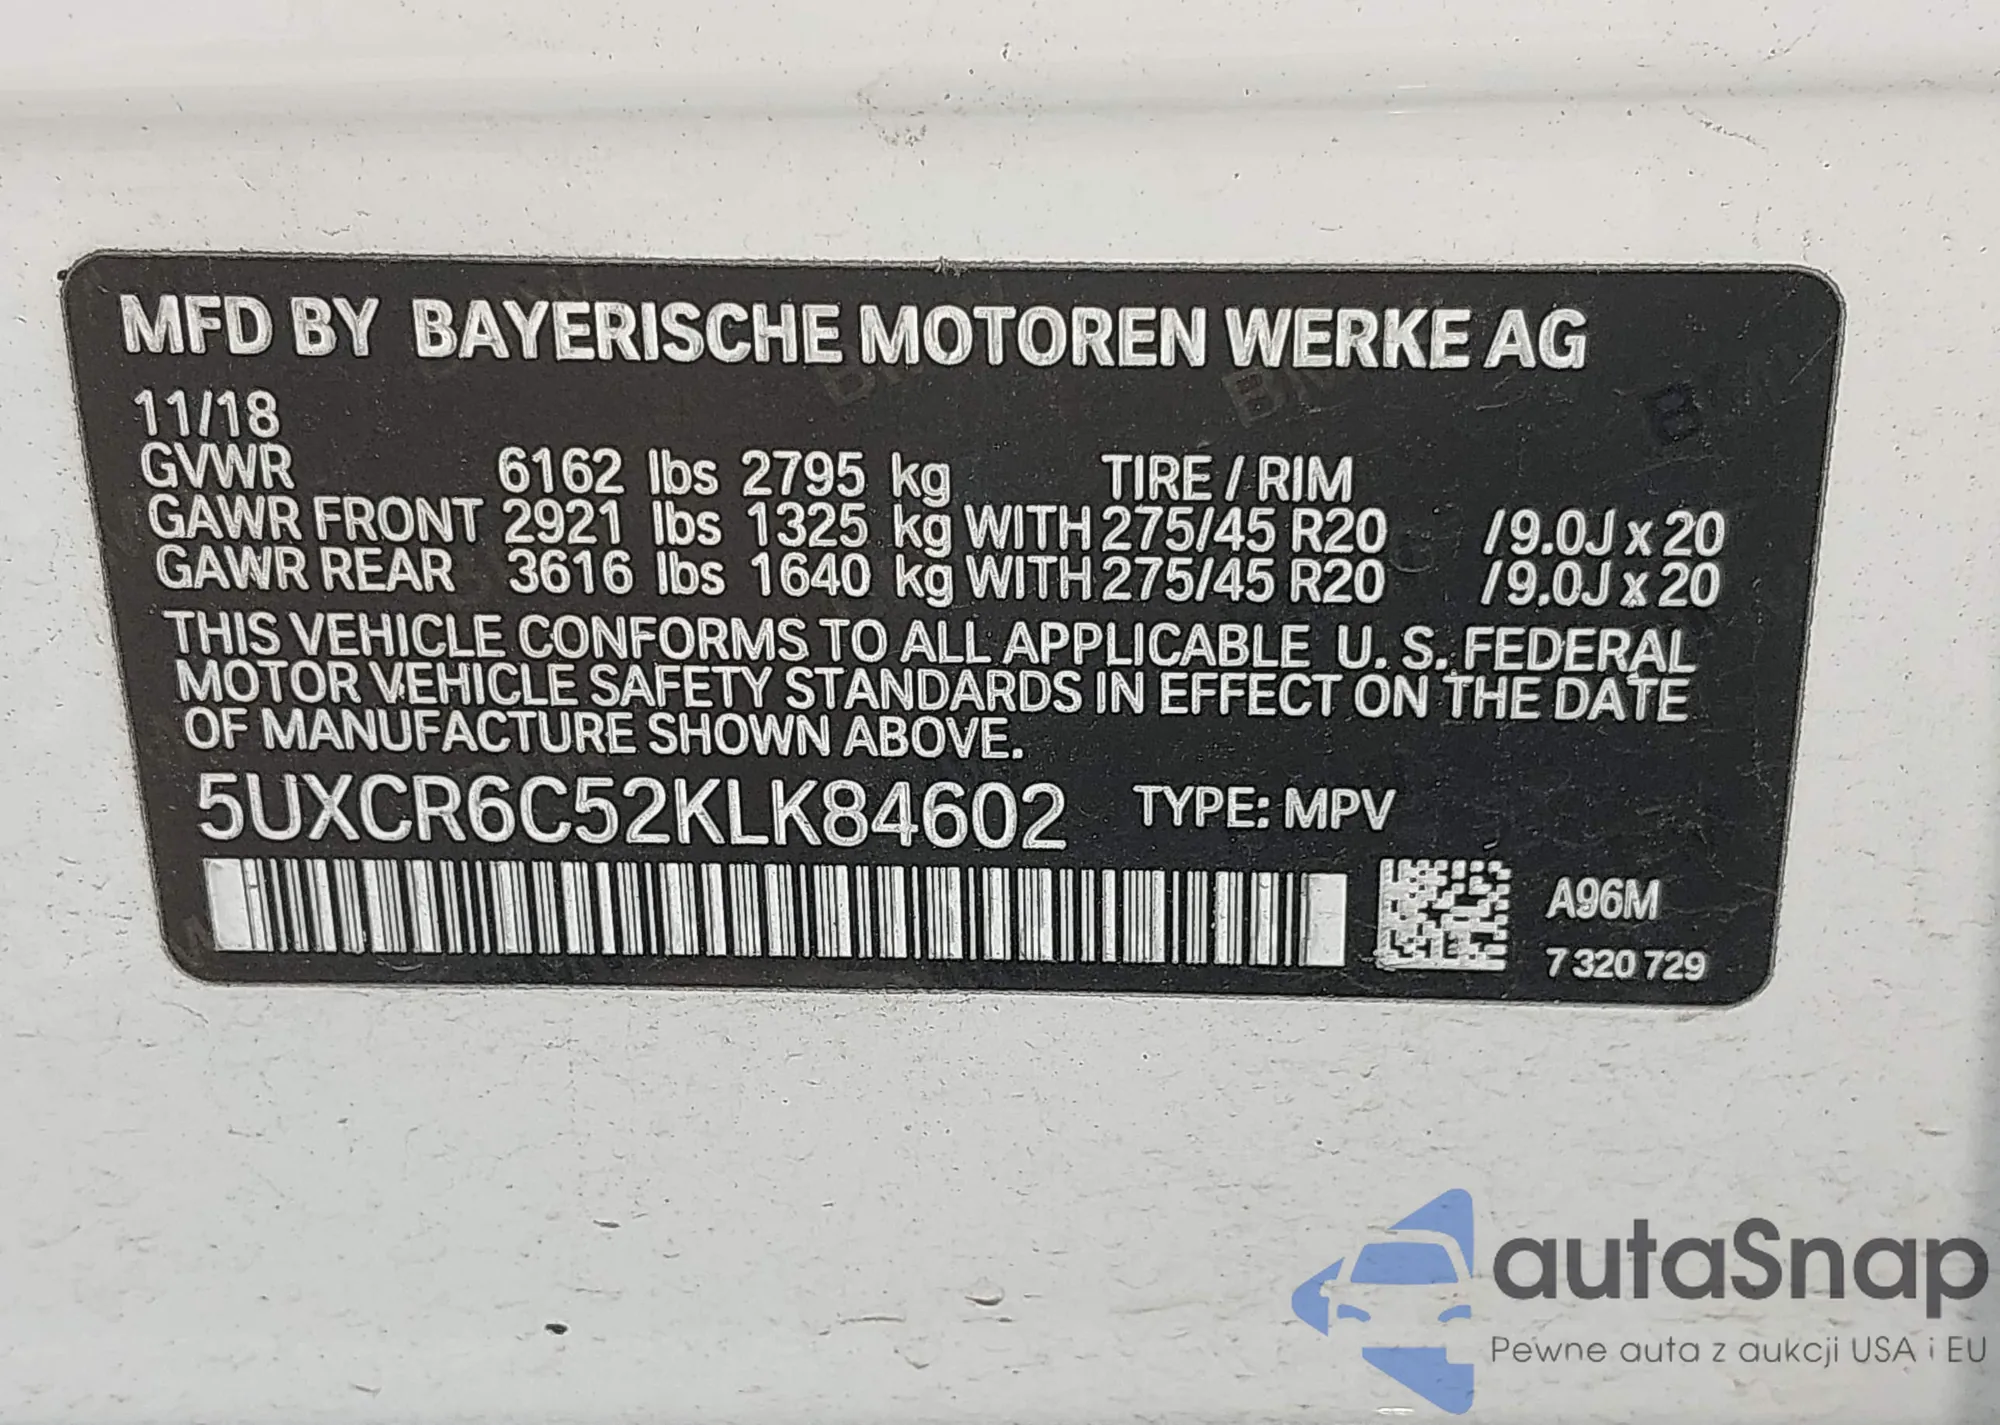 MFD BY BAYERISCHE MOTOREN WERKE AG
11/18
GVWR 6162 lbs 2795 kg TIRE / RIM
GAWR FRONT 2921 lbs 1325 kg WITH 275/45 R20 /9.0J x 20
GAWR REAR 3616 lbs 1640 kg WITH 275/45 R20 /9.0J x 20
THIS VEHICLE CONFORMS TO ALL APPLICABLE U. S. FEDERAL
MOTOR VEHICLE SAFETY STANDARDS IN EFFECT ON THE DATE
OF MANUFACTURE SHOWN ABOVE.
5UXCR6C52KLK84602 TYPE: MPV
A96M
7 320 729
autaSnap
Pewne auta z aukcji USA i EU